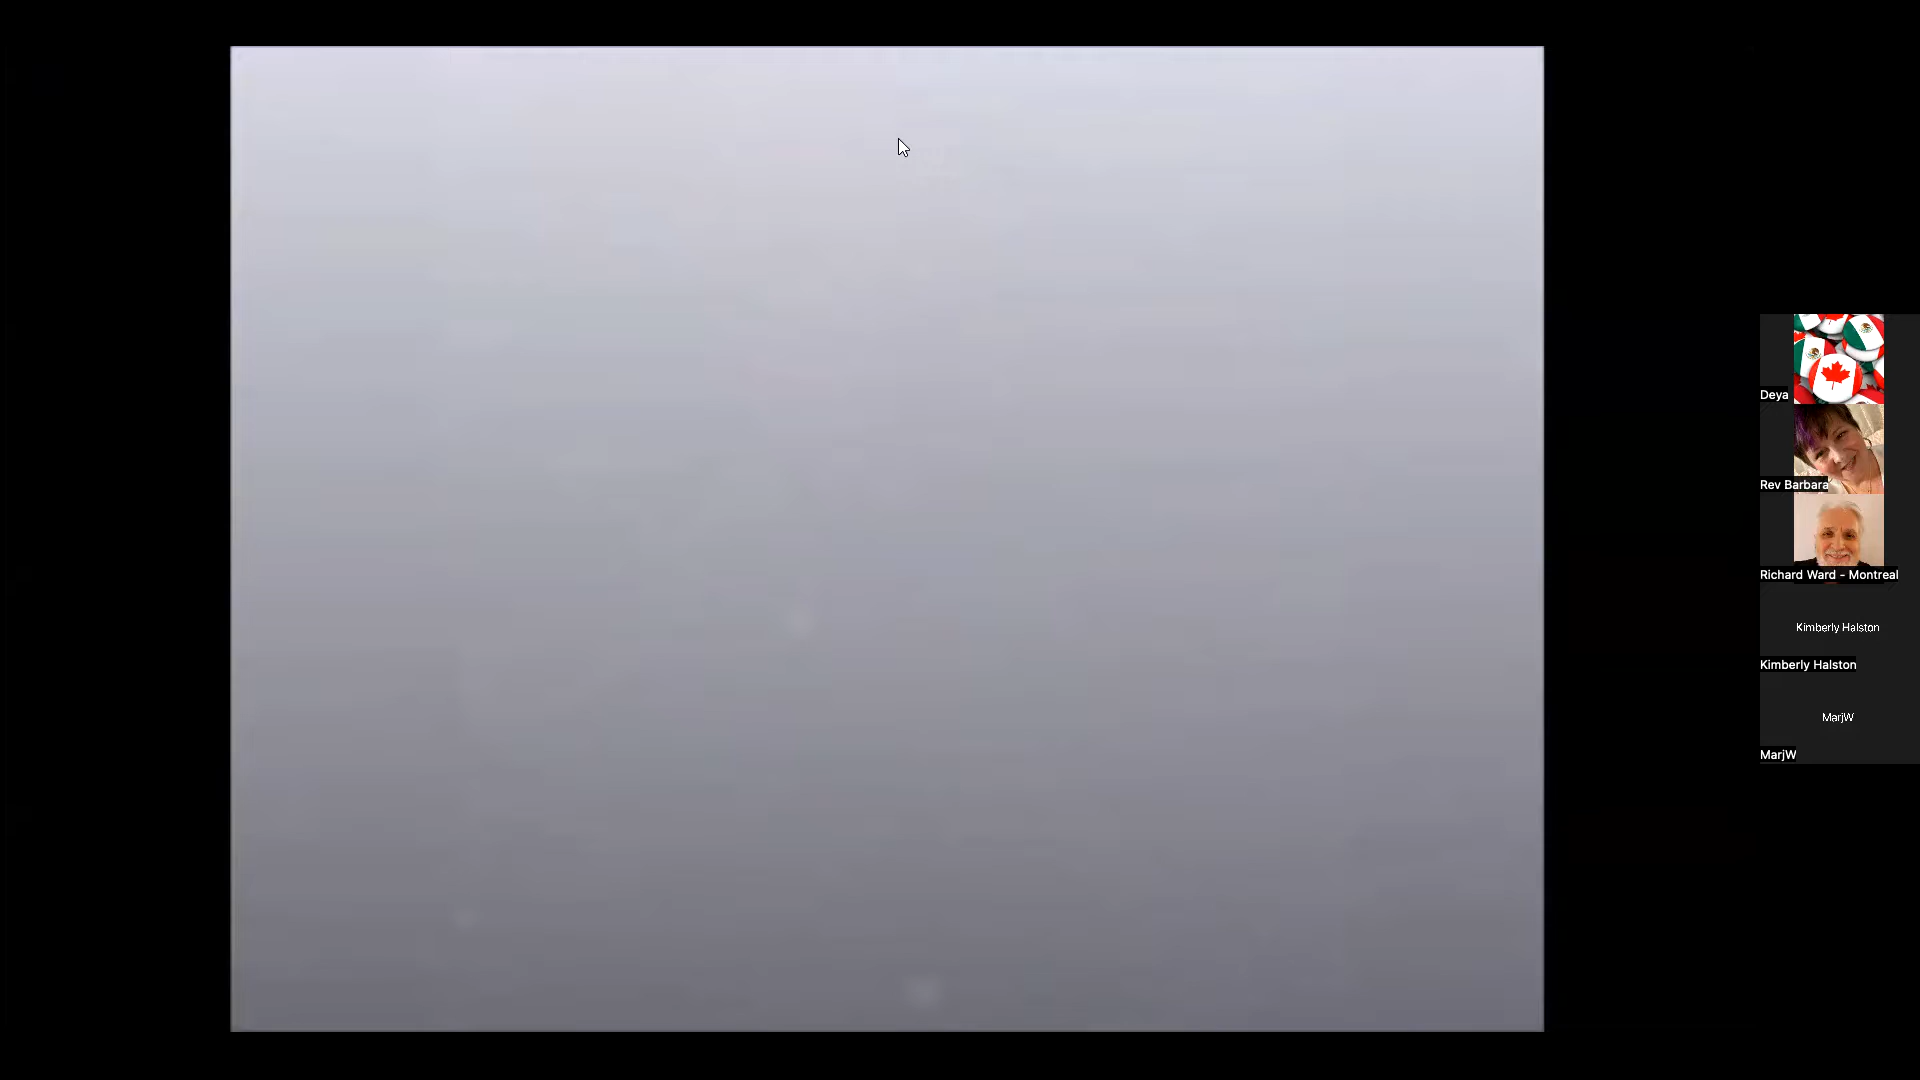 Deya
Rev Barbara
Richard Ward - Montreal
Kimberly Halston
Kimberly Halston
MarjW
MarjW